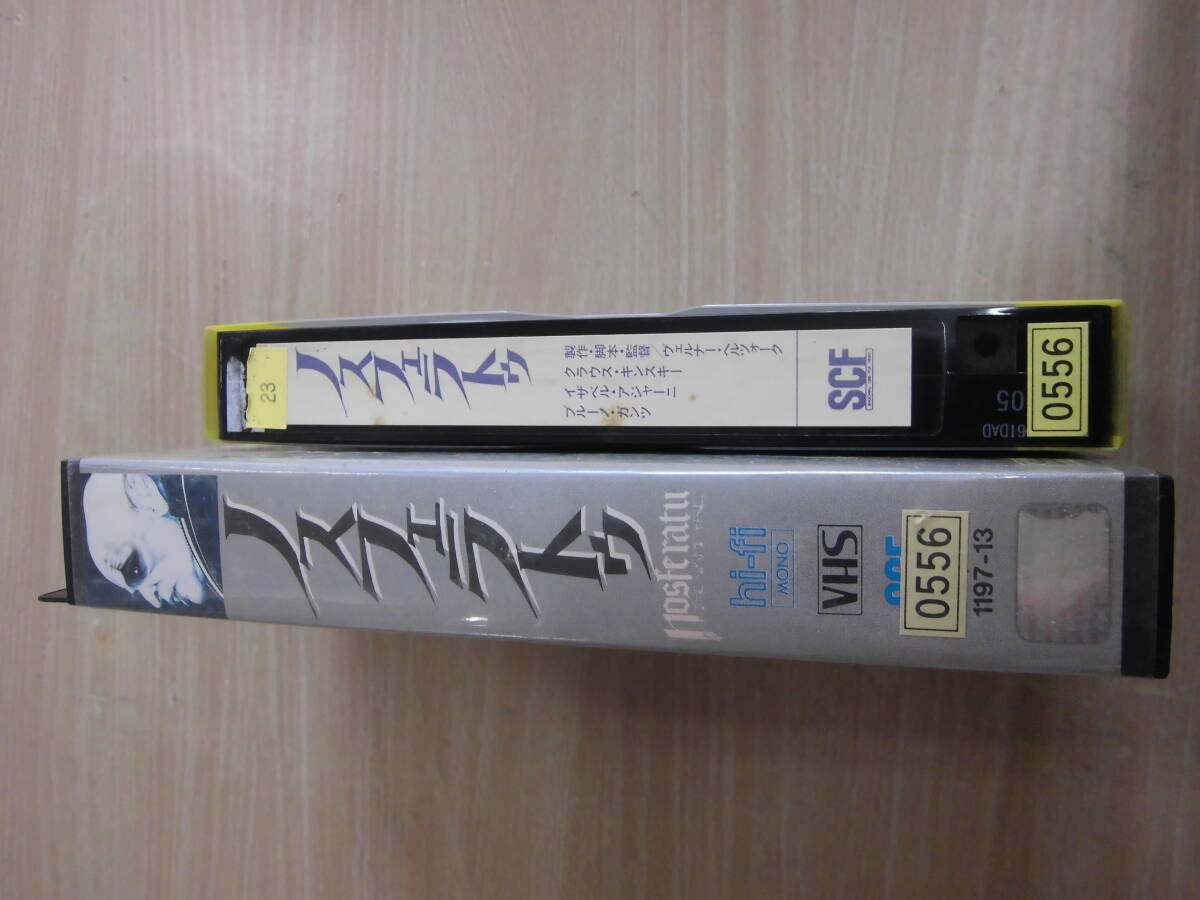 23
ノスフェラトゥ
製作・脚本・監督／ヴェルナー・ヘルツォーク
クラウス・キンスキー
イザベル・アジャーニ
ブルーノ・ガンツ
SCF
05
061DAD
0556
ノスフェラトゥ
Nosferatu
hi-fi
MONO
VHS
0556
1197-13